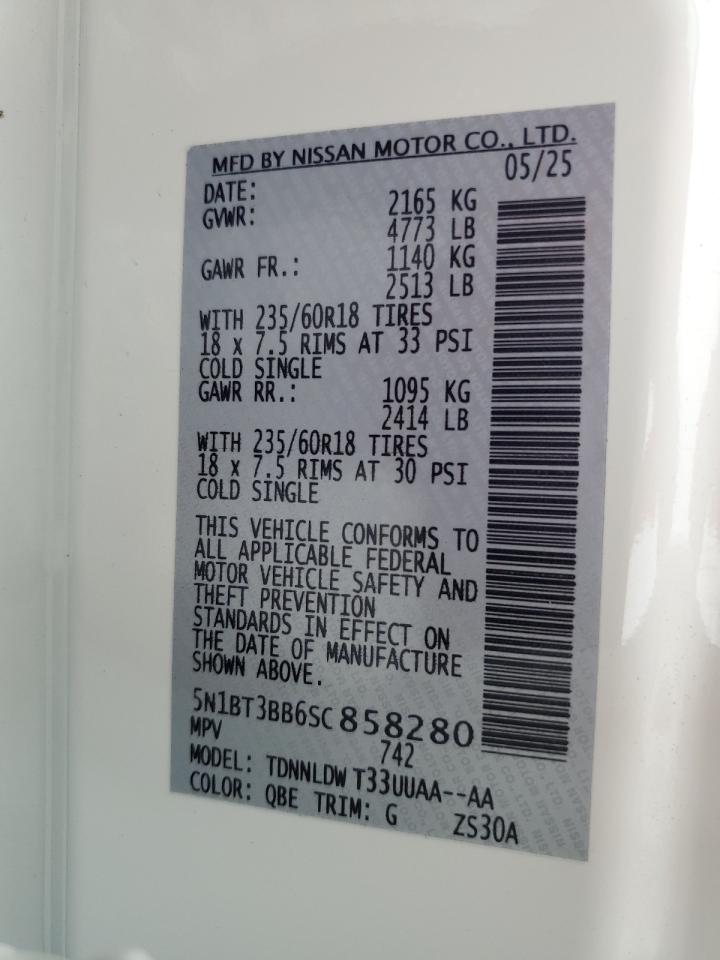 MFD BY NISSAN MOTOR CO., LTD.
DATE: 05/25
GVWR: 2165 KG
4773 LB
GAWR FR.: 1140 KG
2513 LB
WITH 235/60R18 TIRES
18 x 7.5 RIMS AT 33 PSI
COLD SINGLE
GAWR RR.: 1095 KG
2414 LB
WITH 235/60R18 TIRES
18 x 7.5 RIMS AT 30 PSI
COLD SINGLE
THIS VEHICLE CONFORMS TO
ALL APPLICABLE FEDERAL
MOTOR VEHICLE SAFETY AND
THEFT PREVENTION
STANDARDS IN EFFECT ON
THE DATE OF MANUFACTURE
SHOWN ABOVE.
5N1BT3BB6SC858280
MPV 742
MODEL: TDNNLDW T33UUAA--AA
COLOR: QBE TRIM: G ZS30A